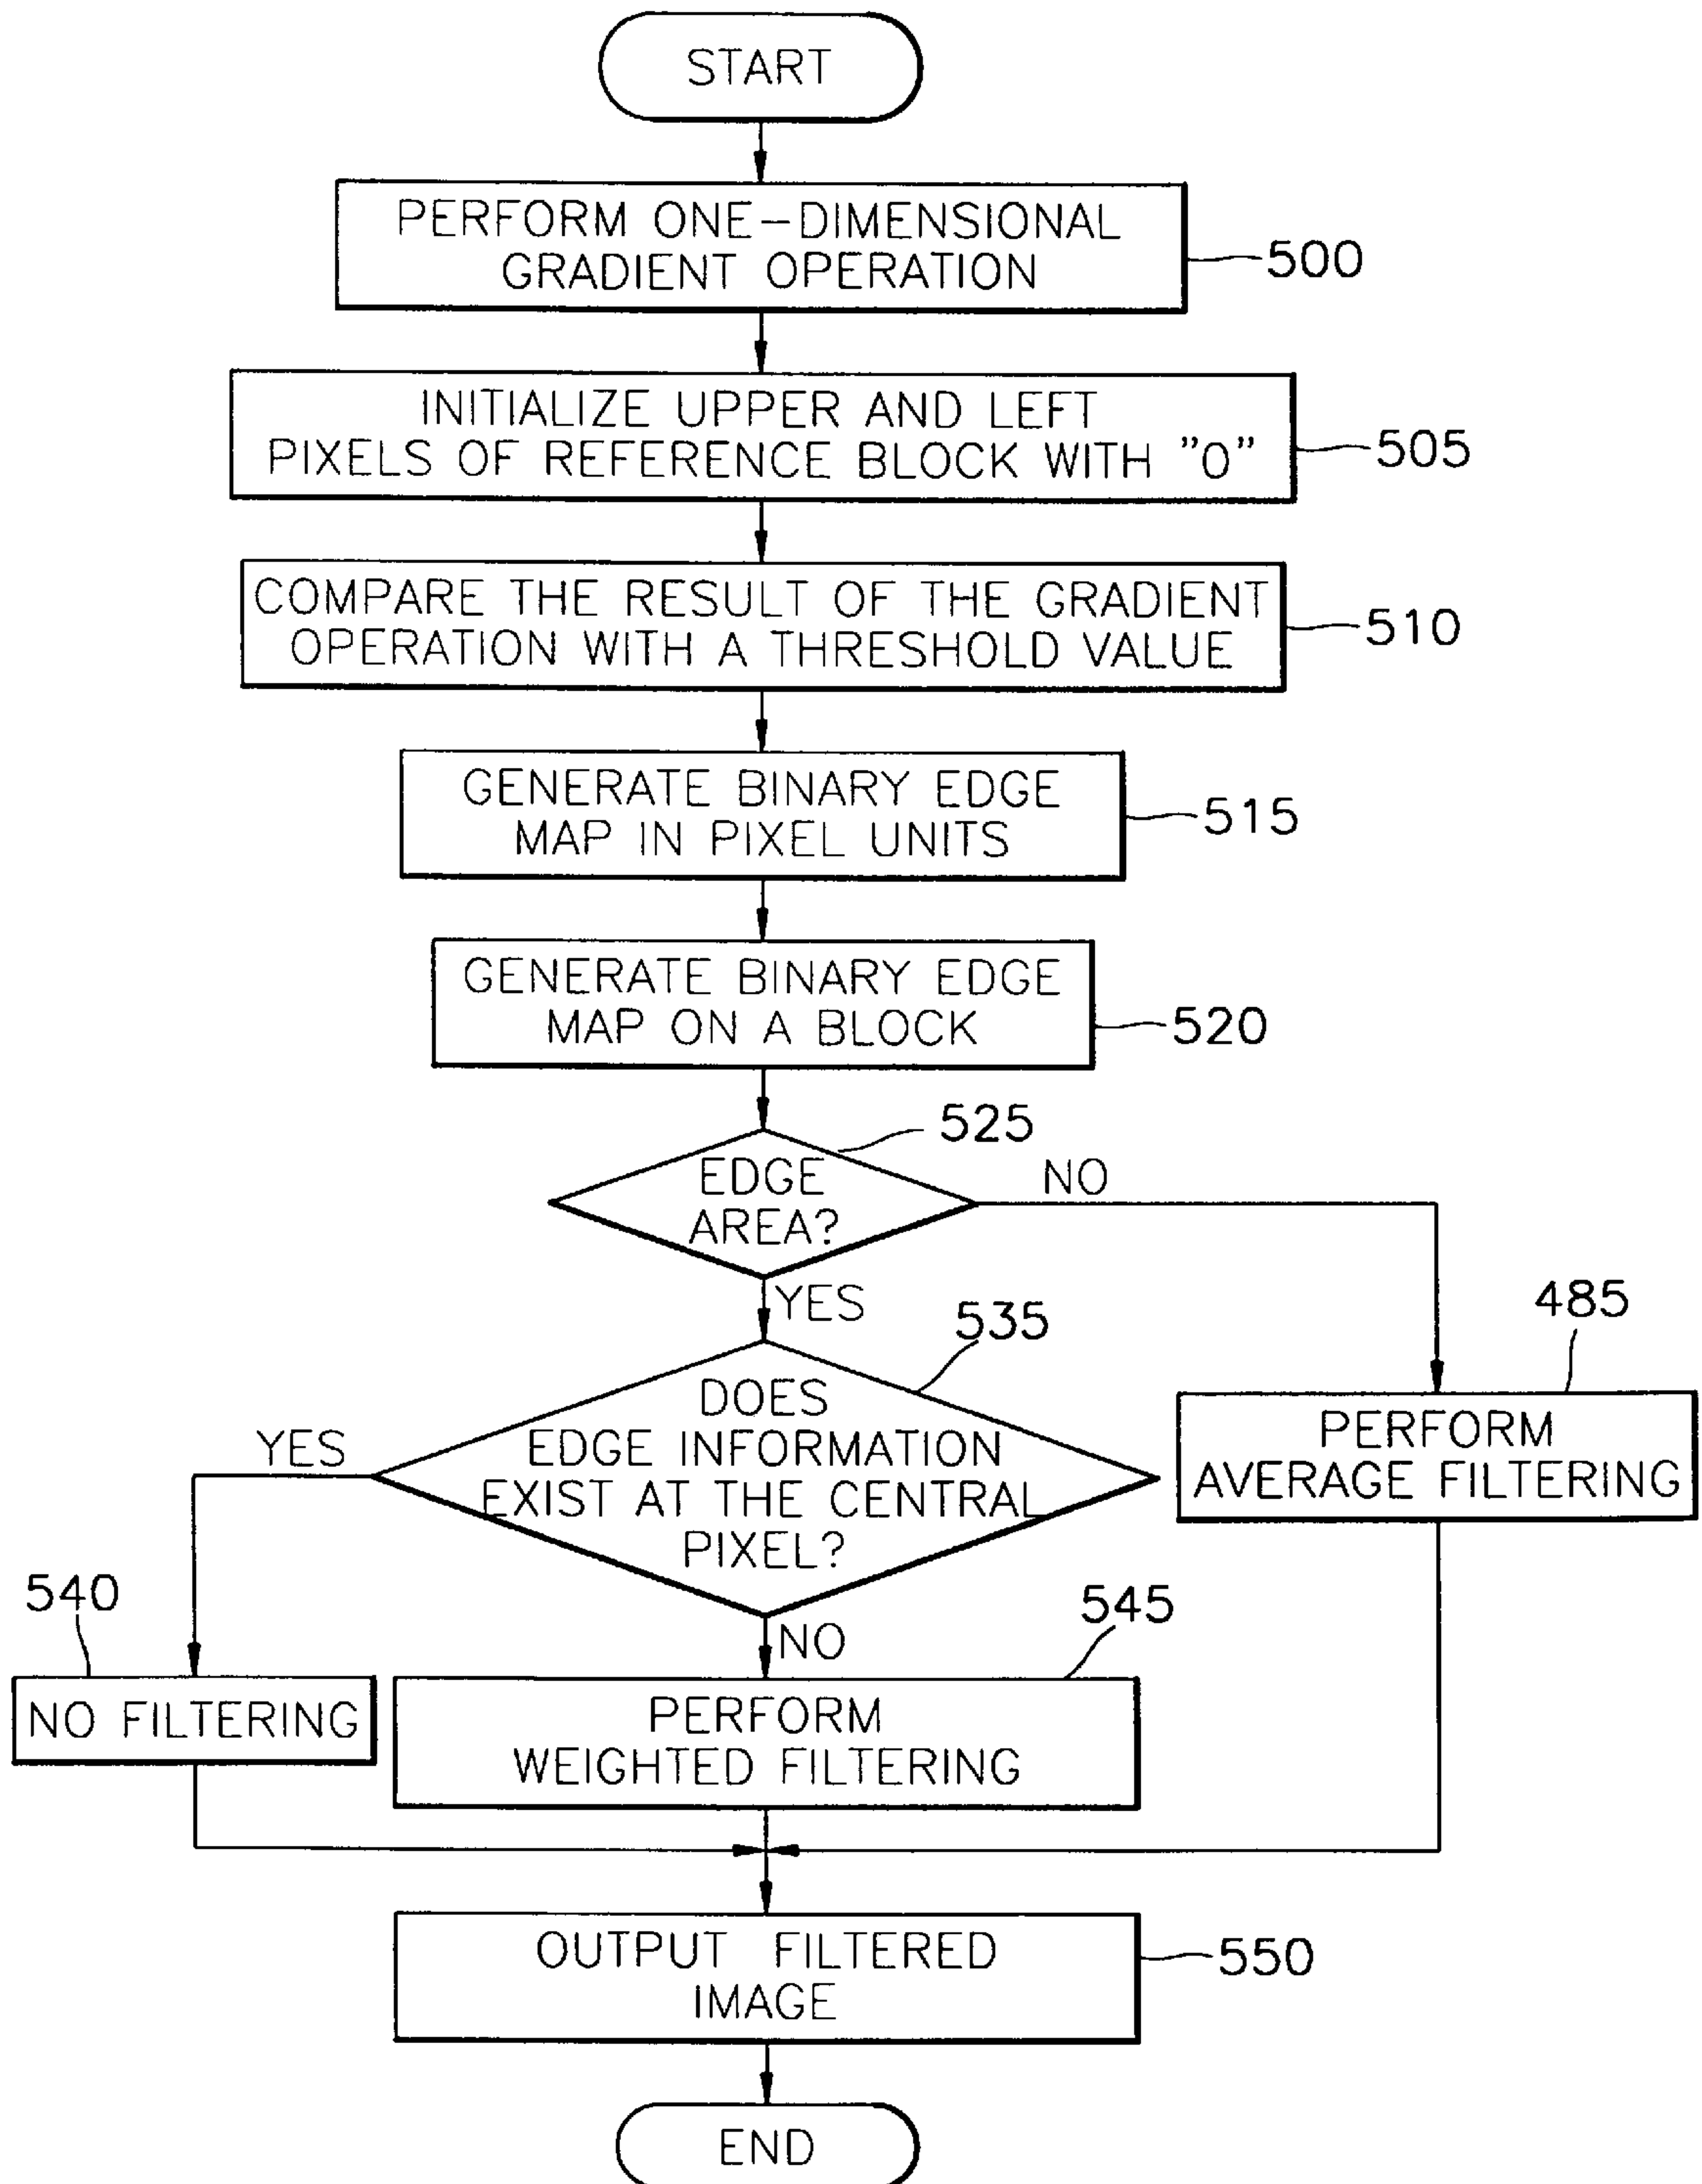 START
PERFORM ONE-DIMENSIONAL
GRADIENT OPERATION
500
INITIALIZE UPPER AND LEFT
PIXELS OF REFERENCE BLOCK WITH "0"
505
COMPARE THE RESULT OF THE GRADIENT
OPERATION WITH A THRESHOLD VALUE
510
GENERATE BINARY EDGE
MAP IN PIXEL UNITS
515
GENERATE BINARY EDGE
MAP ON A BLOCK
520
525
EDGE
AREA?
NO
YES
535
485
DOES
EDGE INFORMATION
EXIST AT THE CENTRAL
PIXEL?
YES
PERFORM
AVERAGE FILTERING
540
NO
545
NO FILTERING
PERFORM
WEIGHTED FILTERING
OUTPUT FILTERED
IMAGE
550
END